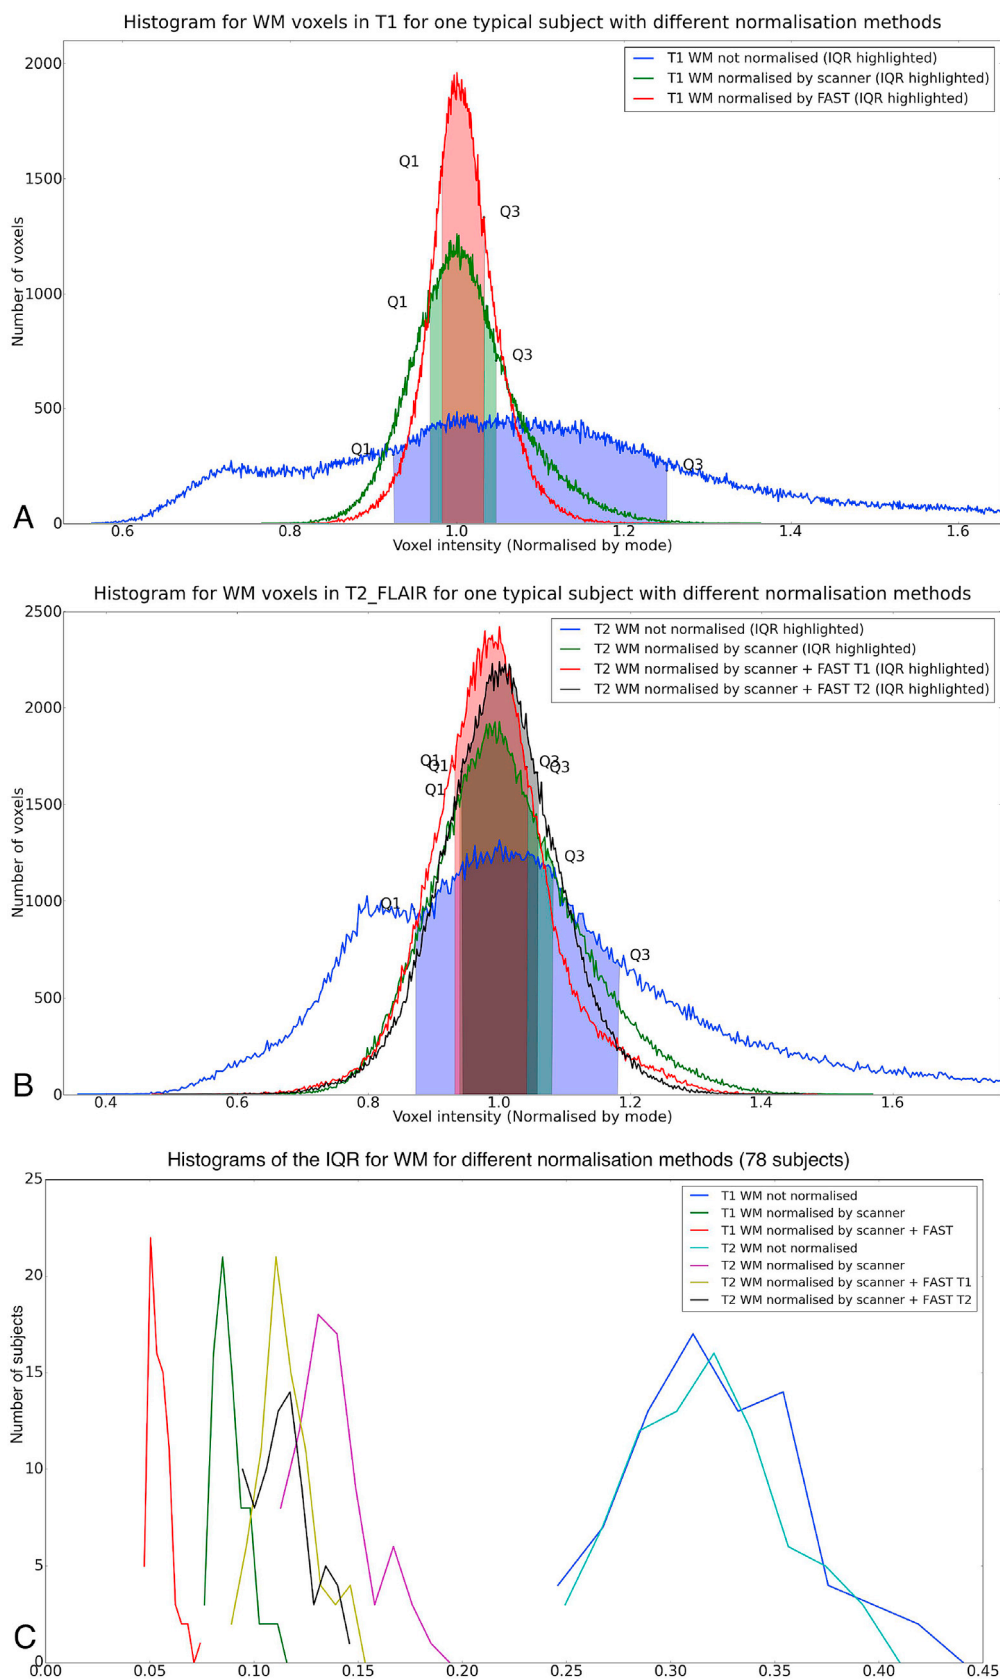 Histogram for WM voxels in T1 for one typical subject with different normalisation methods
2000
1500
1000
500
0
Number of voxels
T1 WM not normalised (IQR highlighted)
T1 WM normalised by scanner (IQR highlighted)
T1 WM normalised by FAST (IQR highlighted)
Q1
Q3
Q1
Q3
Q1
Q3
A
0.6 0.8 1.0 1.2 1.4 1.6
Voxel intensity (Normalised by mode)
Histogram for WM voxels in T2_FLAIR for one typical subject with different normalisation methods
2500
2000
1500
1000
500
0
Number of voxels
T2 WM not normalised (IQR highlighted)
T2 WM normalised by scanner (IQR highlighted)
T2 WM normalised by scanner + FAST T1 (IQR highlighted)
T2 WM normalised by scanner + FAST T2 (IQR highlighted)
Q1
Q1
Q3
Q3
Q1
Q3
Q1
Q3
B
0.4 0.6 0.8 1.0 1.2 1.4 1.6
Voxel intensity (Normalised by mode)
Histograms of the IQR for WM for different normalisation methods (78 subjects)
25
20
15
10
5
0
Number of subjects
T1 WM not normalised
T1 WM normalised by scanner
T1 WM normalised by scanner + FAST
T2 WM not normalised
T2 WM normalised by scanner
T2 WM normalised by scanner + FAST T1
T2 WM normalised by scanner + FAST T2
C
0.00 0.05 0.10 0.15 0.20 0.25 0.30 0.35 0.40 0.45